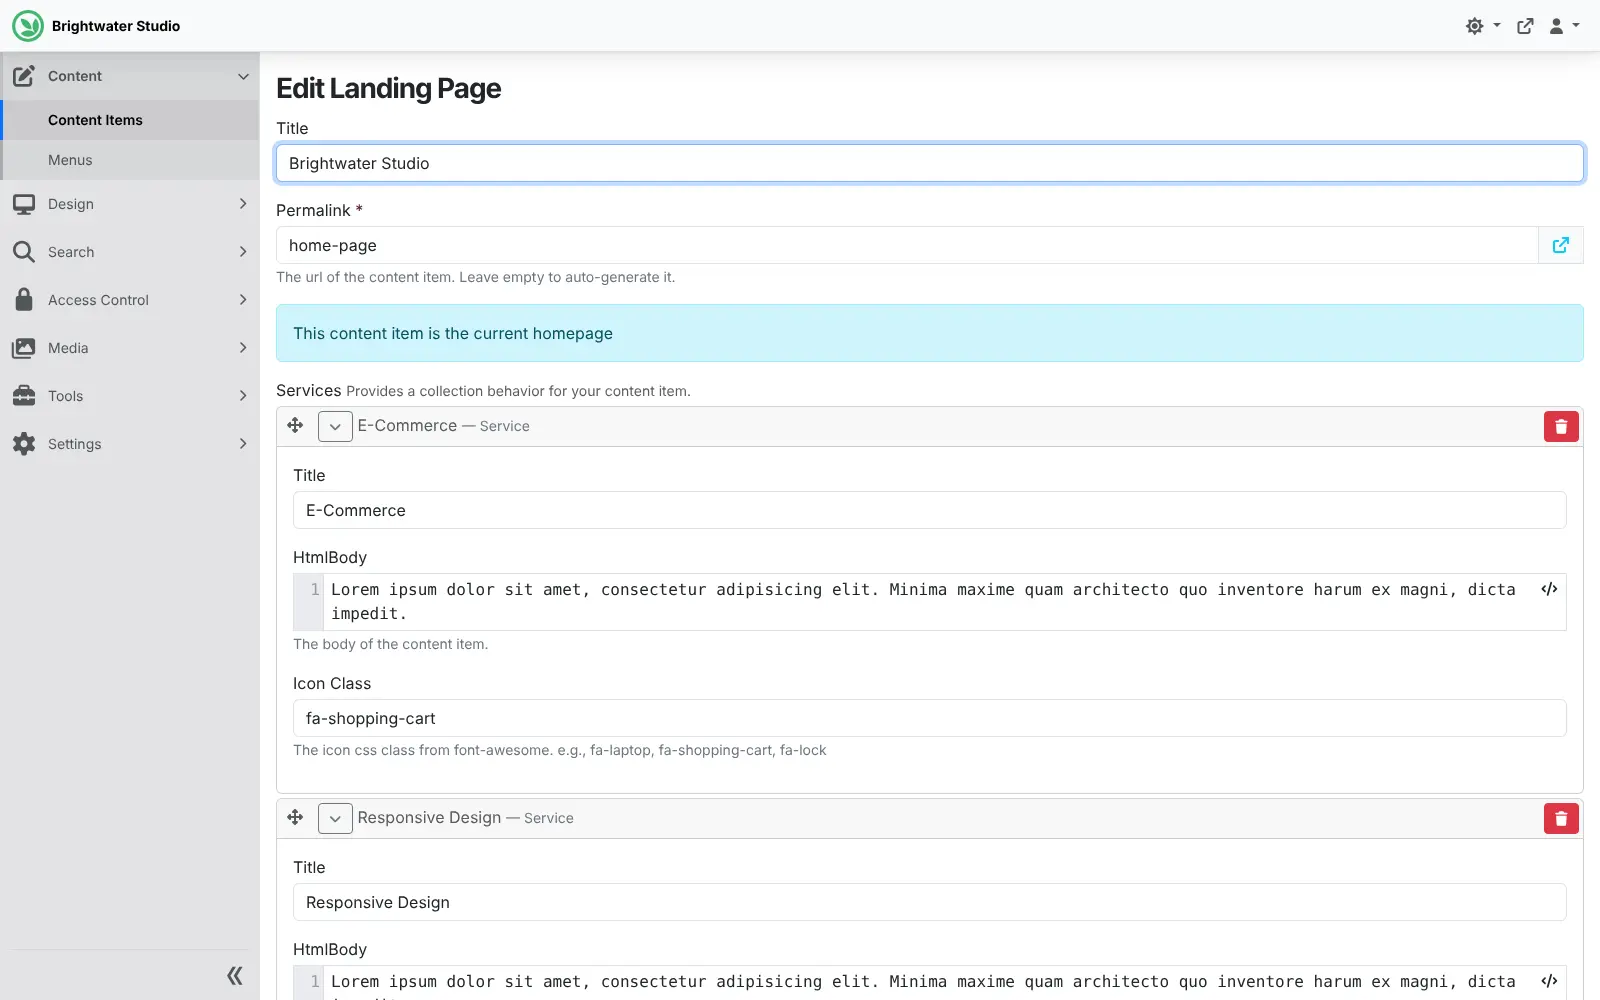 Brightwater Studio
Content
Content Items
Menus
Design
Search
Access Control
Media
Tools
Settings
Edit Landing Page
Title
Brightwater Studio
Permalink *
home-page
The url of the content item. Leave empty to auto-generate it.
This content item is the current homepage
Services Provides a collection behavior for your content item.
E-Commerce — Service
Title
E-Commerce
HtmlBody
1 Lorem ipsum dolor sit amet, consectetur adipisicing elit. Minima maxime quam architecto quo inventore harum ex magni, dicta
impedit.
The body of the content item.
Icon Class
fa-shopping-cart
The icon css class from font-awesome. e.g., fa-laptop, fa-shopping-cart, fa-lock
Responsive Design — Service
Title
Responsive Design
HtmlBody
1 Lorem ipsum dolor sit amet, consectetur adipisicing elit. Minima maxime quam architecto quo inventore harum ex magni, dicta